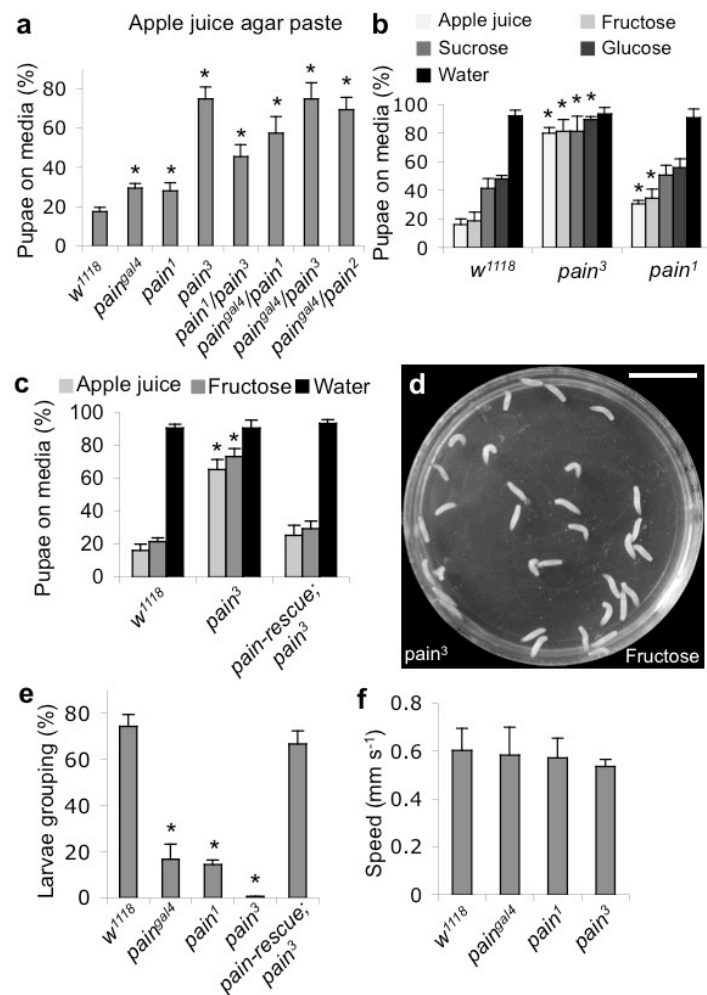 a Apple juice agar paste
Pupae on media (%)
80
60
40
20
0
w1118
paingal4
pain1
pain3
pain1/pain3
paingal4/pain1
paingal4/pain3
paingal4/pain2
b Apple juice Fructose
Sucrose Glucose
Water
Pupae on media (%)
100
80
60
40
20
0
w1118 pain3 pain1
c Apple juice Fructose Water
Pupae on media (%)
100
80
60
40
20
0
w1118
pain3
pain-rescue;
pain3
d
pain3 Fructose
e
Larvae grouping (%)
80
60
40
20
0
w1118
paingal4
pain1
pain3
pain-rescue;
pain3
f
Speed (mm s-1)
0.8
0.6
0.4
0.2
0
w1118
paingal4
pain1
pain3